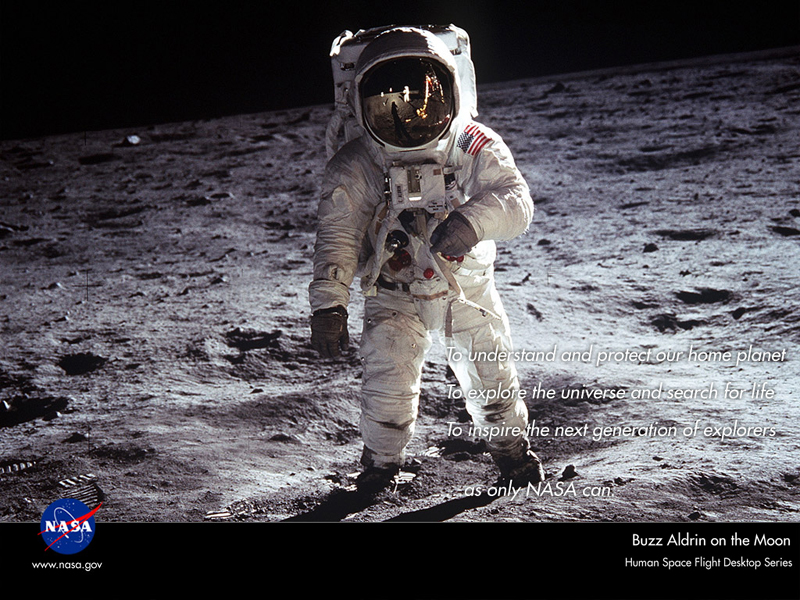 To understand and protect our home planet
To explore the universe and search for life
To inspire the next generation of explorers
...as only NASA can.
NASA
www.nasa.gov
Buzz Aldrin on the Moon
Human Space Flight Desktop Series